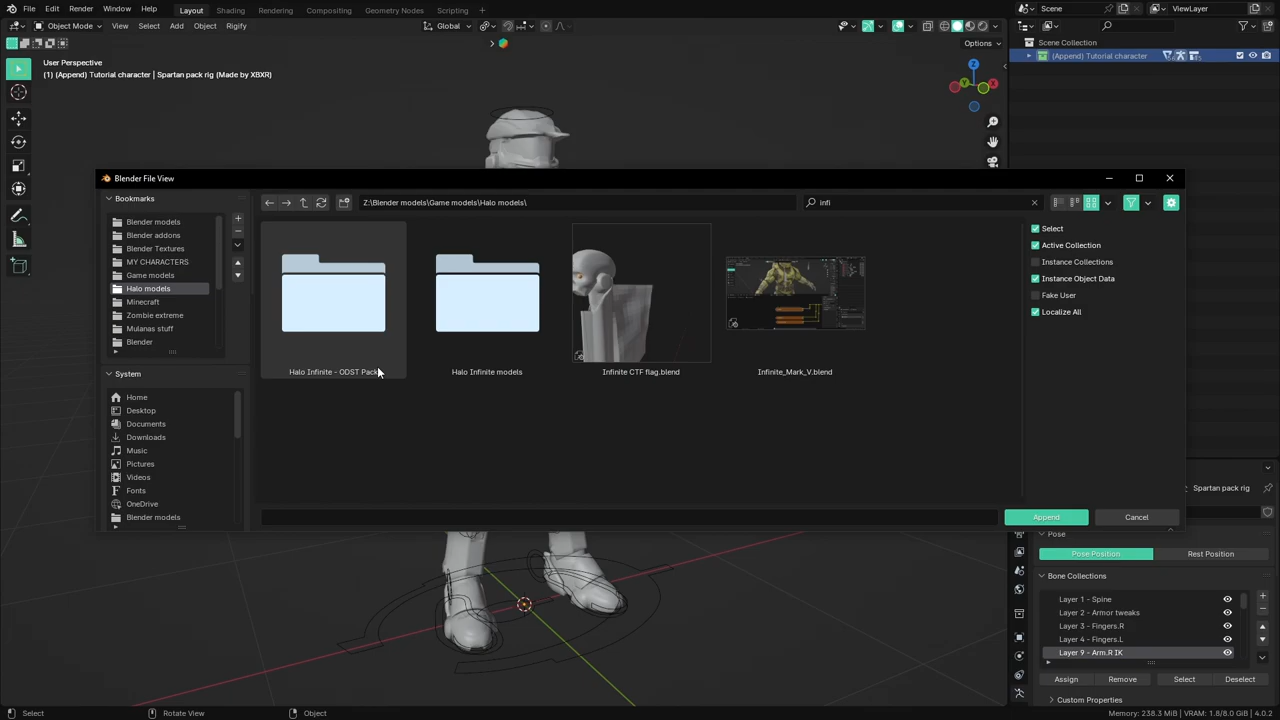 File Edit Render Window Help Layout Sculpting Shading Rendering Compositing Geometry Nodes Scripting + Scene ViewLayer
Object Mode View Select Add Object Rigify Global
Options
User Perspective
(1) (Append) Tutorial character | Spartan pack rig (Made by XBXR)
Scene Collection
(Append) Tutorial character
Z
Y
X
Blender File View
Bookmarks
Blender models
Blender addons
Blender Textures
MY CHARACTERS
Game models
Halo models
Minecraft
Zombie extreme
Mulanas stuff
Blender
System
Home
Desktop
Documents
Downloads
Music
Pictures
Videos
Fonts
OneDrive
Blender models
Z:\Blender models\Game models\Halo models\
infi
Halo Infinite - ODST Pack
Halo Infinite models
Infinite CTF flag.blend
Infinite_Mark_V.blend
Select
Active Collection
Instance Collections
Instance Object Data
Fake User
Localize All
Append
Cancel
Spartan pack rig
Pose
Pose Position Rest Position
Bone Collections
Layer 1 - Spine
Layer 2 - Armor tweaks
Layer 3 - Fingers.R
Layer 4 - Fingers.L
Layer 9 - Arm.R IK
Assign Remove Select Deselect
Custom Properties
Select Rotate View Object Memory: 238.3 MiB | VRAM: 1.8/8.0 GiB | 4.0.2